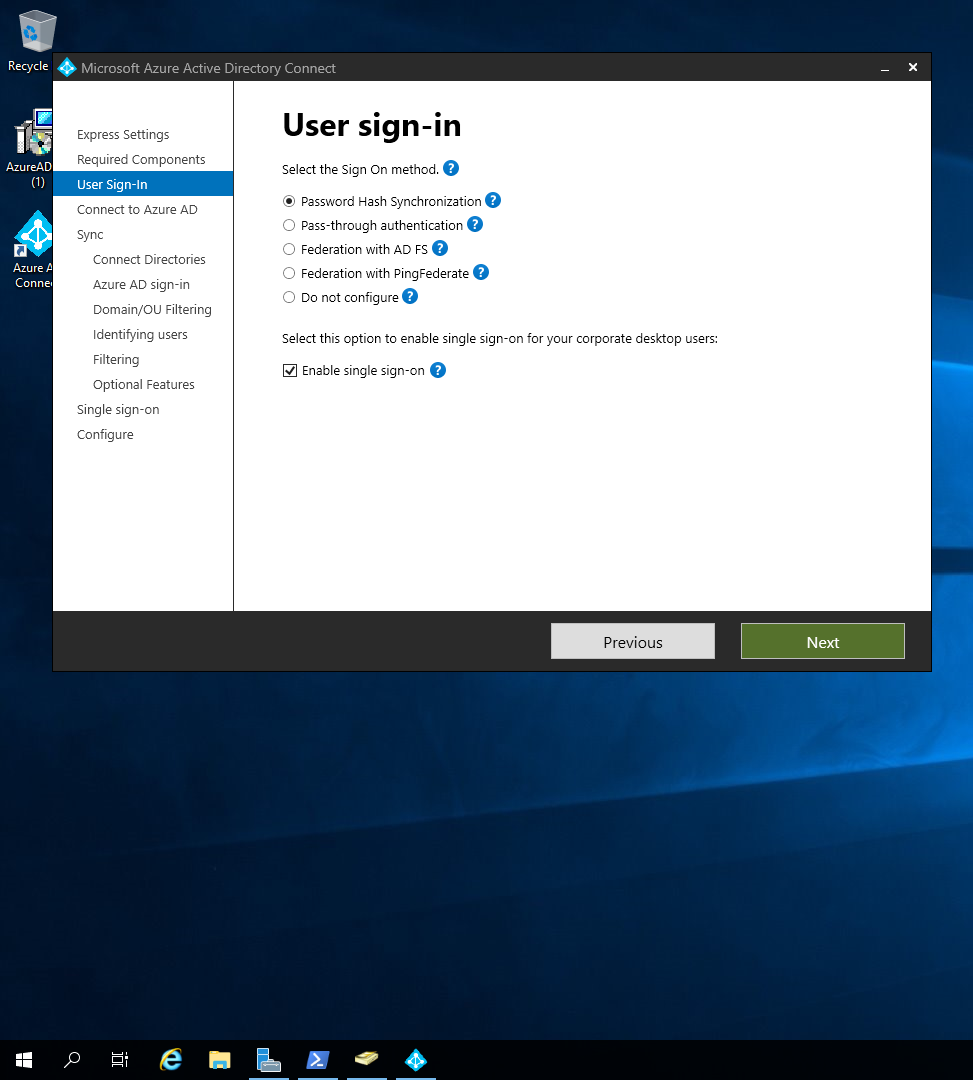 Recycle
AzureAD
(1)
Azure A
Connec
Microsoft Azure Active Directory Connect
Express Settings
Required Components
User Sign-In
Connect to Azure AD
Sync
Connect Directories
Azure AD sign-in
Domain/OU Filtering
Identifying users
Filtering
Optional Features
Single sign-on
Configure
User sign-in
Select the Sign On method. ?
Password Hash Synchronization ?
Pass-through authentication ?
Federation with AD FS ?
Federation with PingFederate ?
Do not configure ?
Select this option to enable single sign-on for your corporate desktop users:
Enable single sign-on ?
Previous
Next